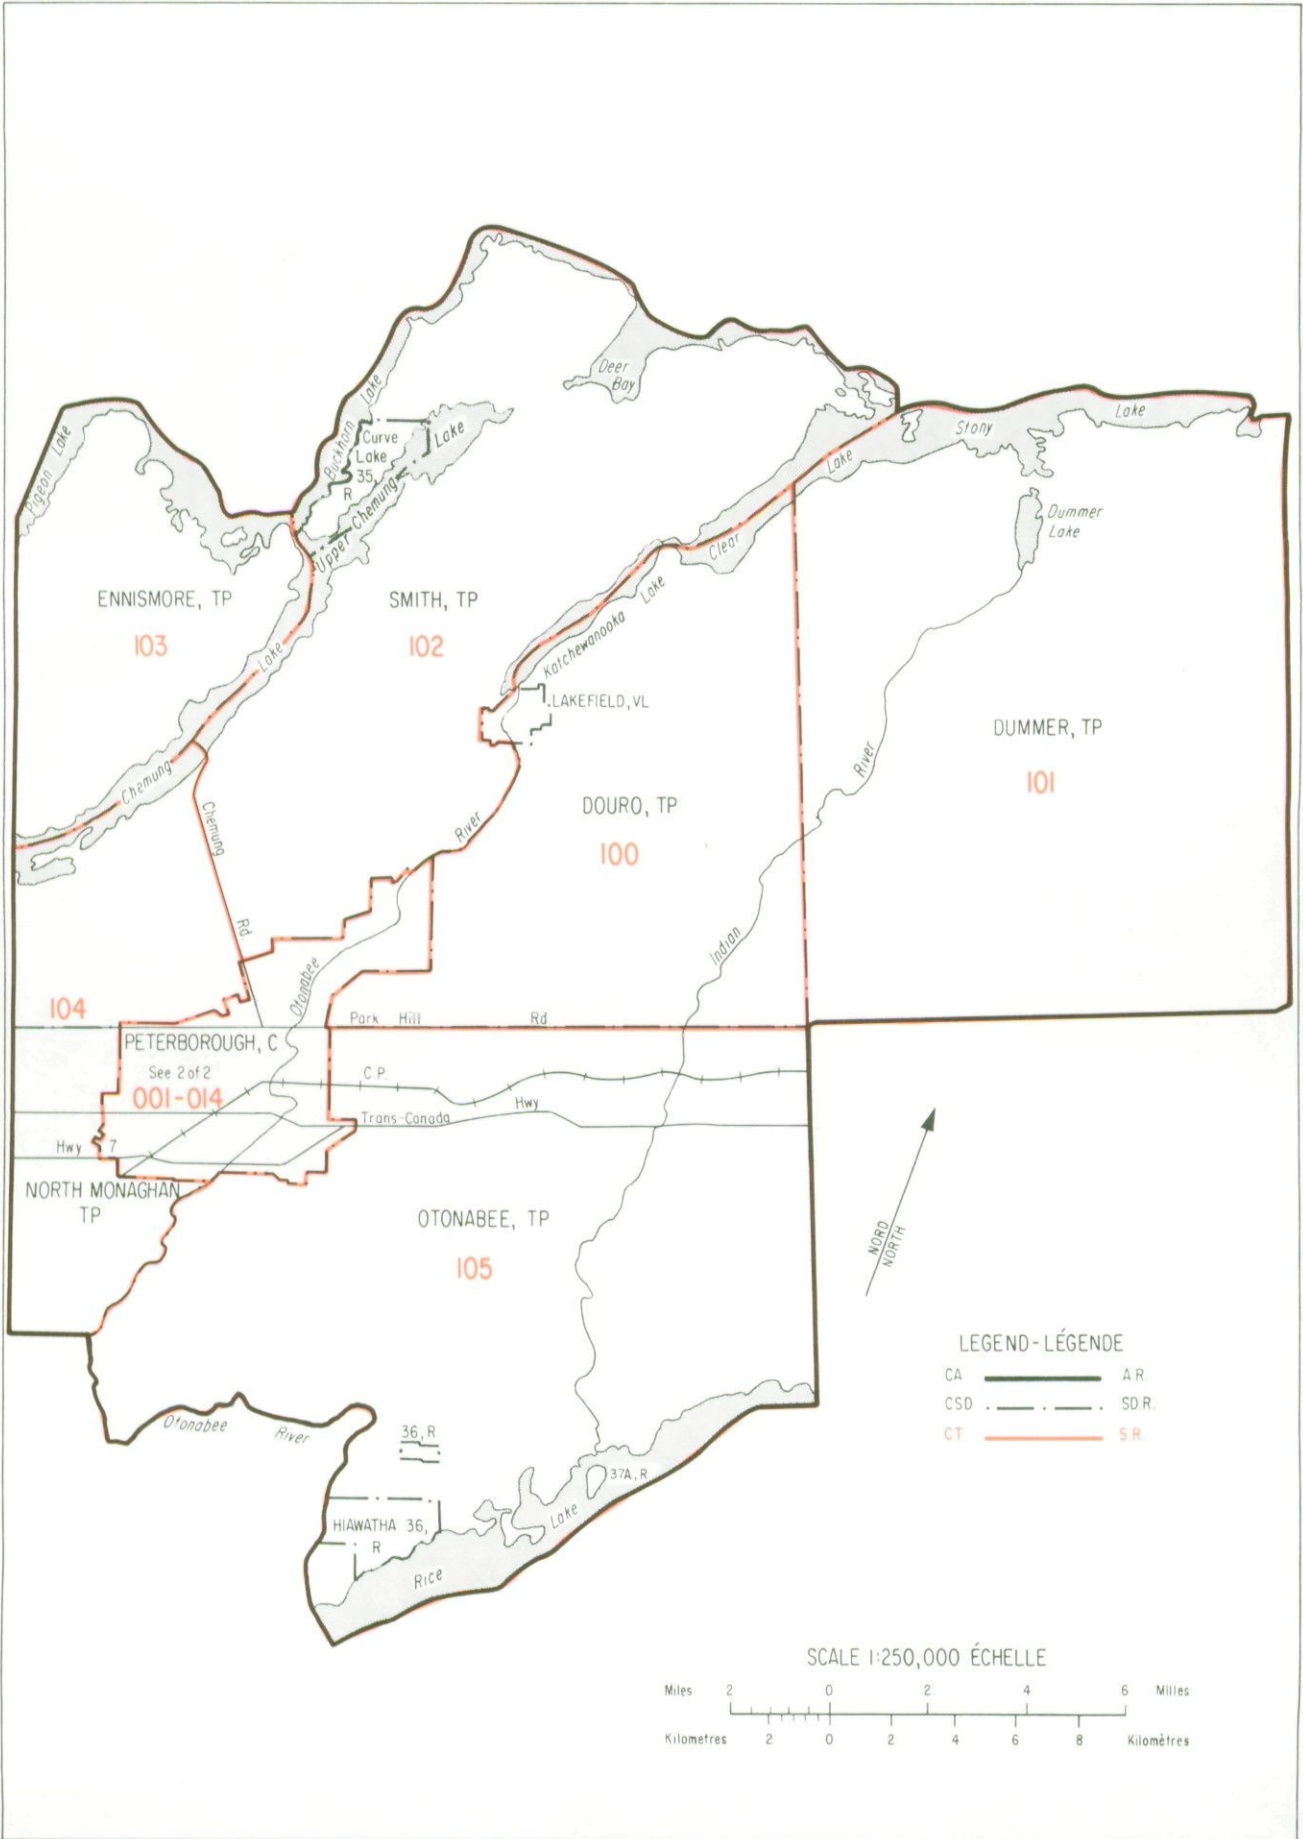 Deer
Bay
Pigeon Lake
Buckhorn Lake
Curve
Lake
35,
R
Upper Chemung Lake
Stony Lake
Clear Lake
Dummer
Lake
ENNISMORE, TP
103
SMITH, TP
102
Katchewanooka Lake
LAKEFIELD, VL
Chemung Lake
DUMMER, TP
101
River
DOURO, TP
100
Chemung Rd
River
Indian
Otonabee
104
Park Hill Rd
PETERBOROUGH, C
See 2 of 2
001-014
C.P.
Trans-Canada Hwy
Hwy 7
NORTH MONAGHAN
TP
OTONABEE, TP
105
NORD
NORTH
LEGEND-LÉGENDE
CA A.R.
CSD S.D.R.
CT S.R.
Otonabee River
36, R
37A, R
HIAWATHA 36,
R
Rice Lake
SCALE 1:250,000 ÉCHELLE
Miles 2 0 2 4 6 Milles
Kilometres 2 0 2 4 6 8 Kilomètres